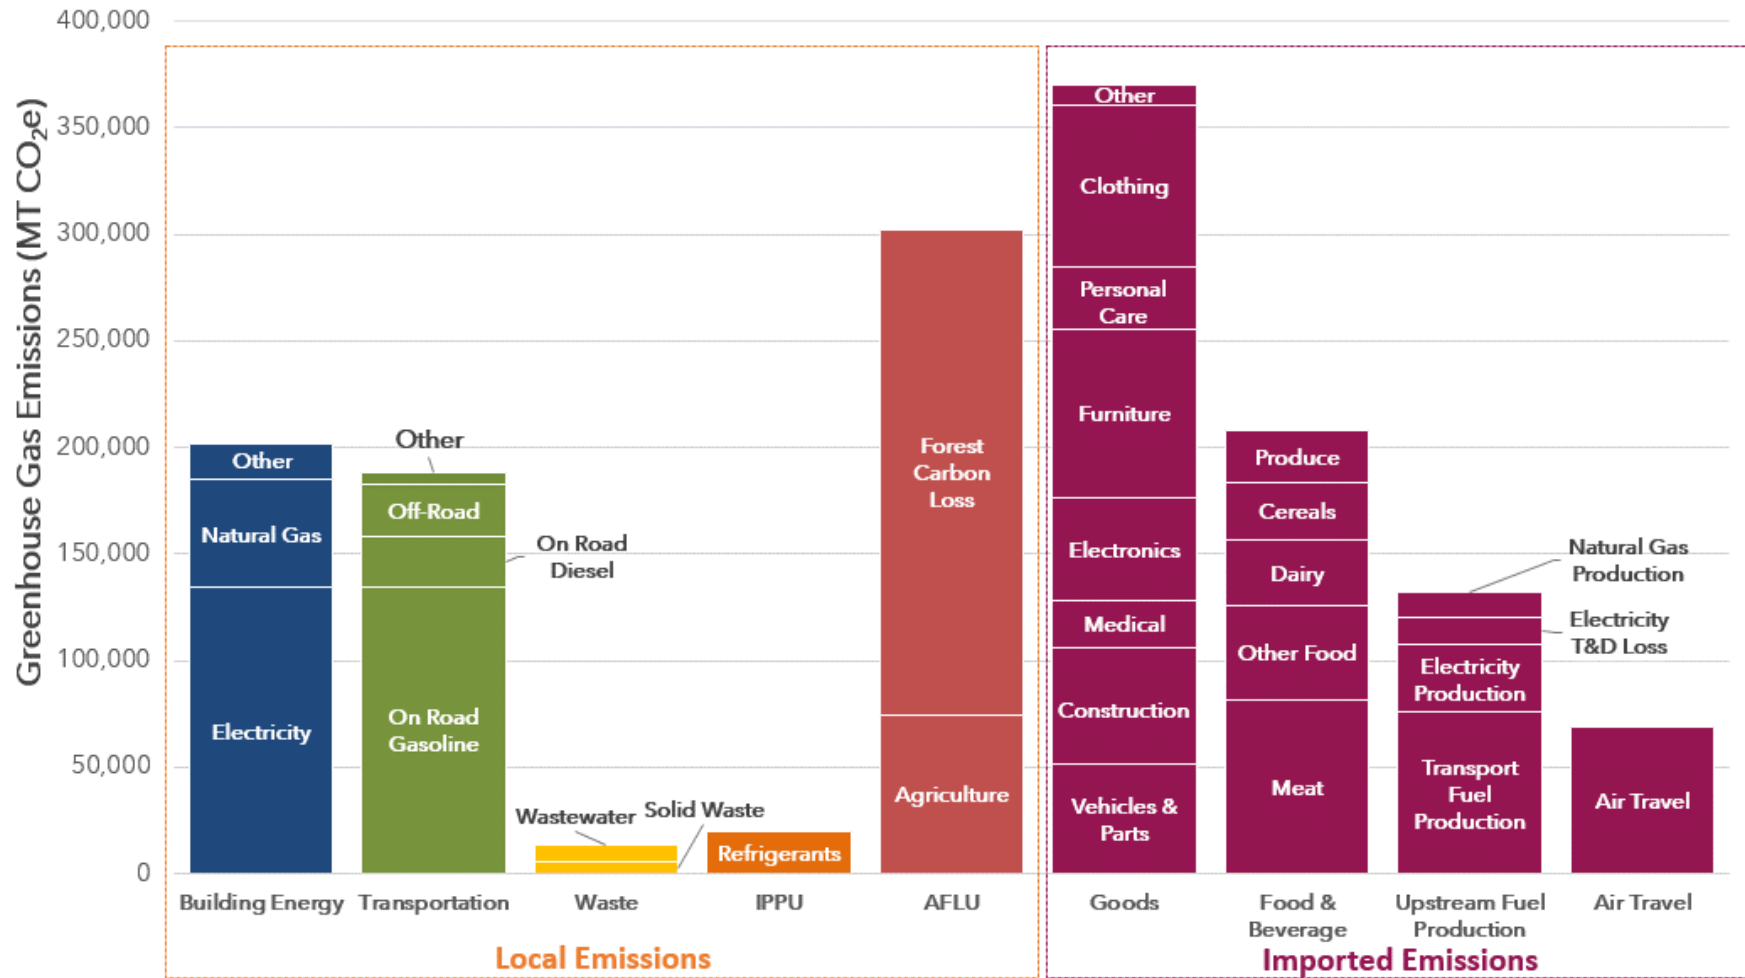 400,000
350,000
300,000
250,000
200,000
150,000
100,000
50,000
0
Greenhouse Gas Emissions (MT CO₂e)
Other
Natural Gas
Electricity
Other
Off-Road
On Road
Diesel
On Road
Gasoline
Wastewater
Solid Waste
Refrigerants
Forest
Carbon
Loss
Agriculture
Other
Clothing
Personal
Care
Furniture
Electronics
Medical
Construction
Vehicles &
Parts
Produce
Cereals
Dairy
Other Food
Meat
Natural Gas
Production
Electricity
T&D Loss
Electricity
Production
Transport
Fuel
Production
Air Travel
Building Energy
Transportation
Waste
IPPU
AFLU
Goods
Food &
Beverage
Upstream Fuel
Production
Air Travel
Local Emissions
Imported Emissions